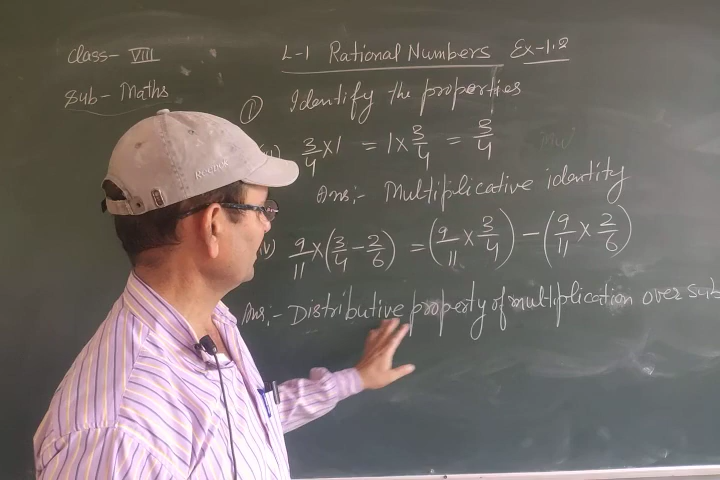 Class- VIII
L-1 Rational Numbers Ex-1.2
Sub- Maths
① Identify the properties
3/4 x 1 = 1 x 3/4 = 3/4
Ans:- Multiplicative identity
9/11 x (3/4 - 2/6) = (9/11 x 3/4) - (9/11 x 2/6)
Ans:- Distributive property of multiplication over sub
REEBOK